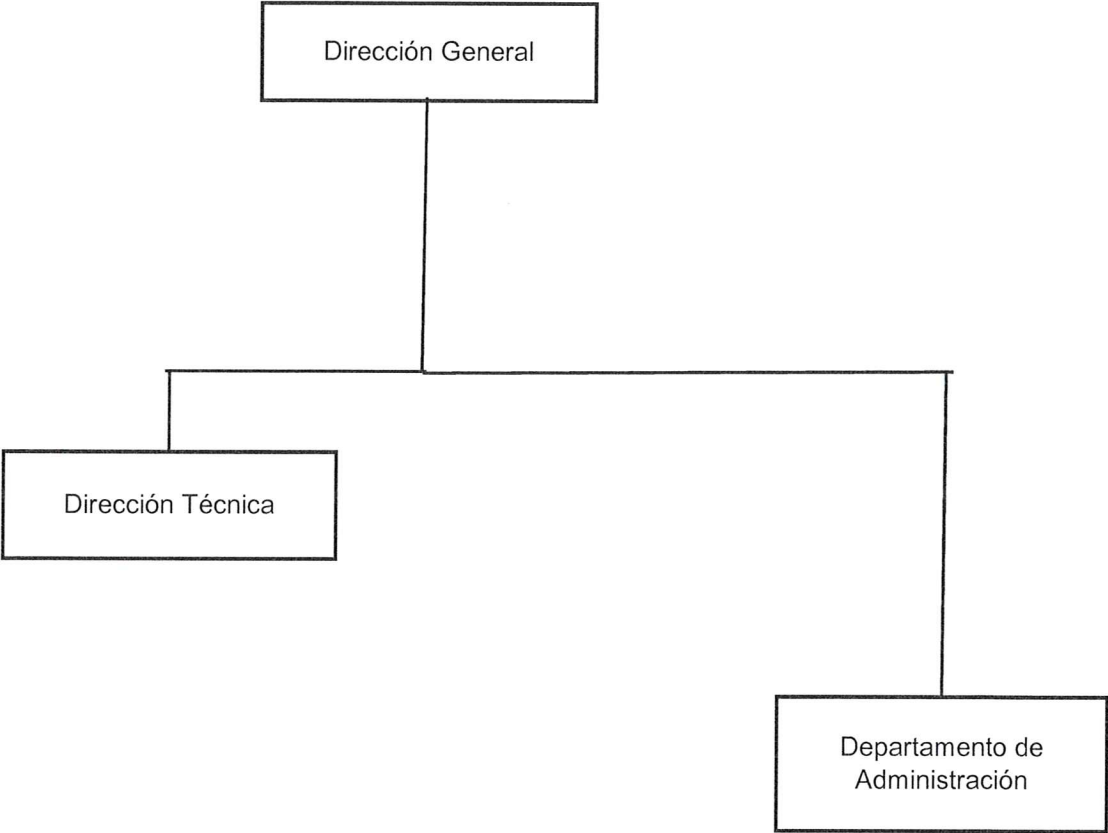 Dirección General
Dirección Técnica
Departamento de
Administración